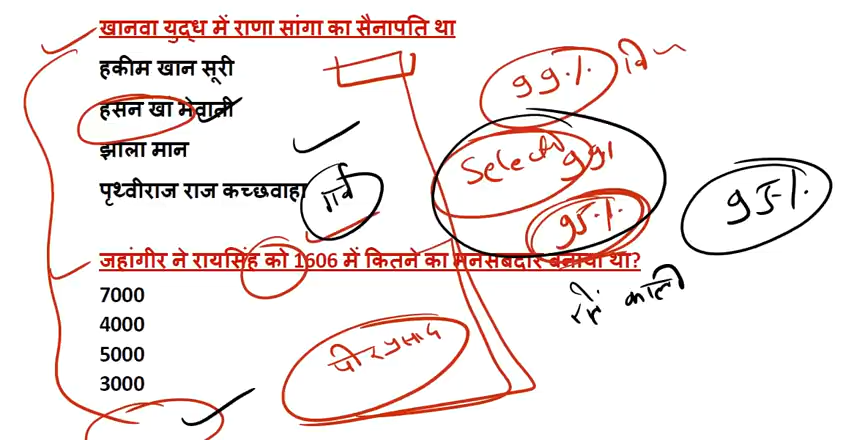 खानवा युद्ध में राणा सांगा का सैनापति था
हकीम खान सूरी
हसन खा मेवाती
झाला मान
पृथ्वीराज राज कच्छवाहा
99%
Select
99%
95%
95%
जहांगीर ने रायसिंह को 1606 में कितने का मनसबदार बनाया था?
7000
4000
5000
3000